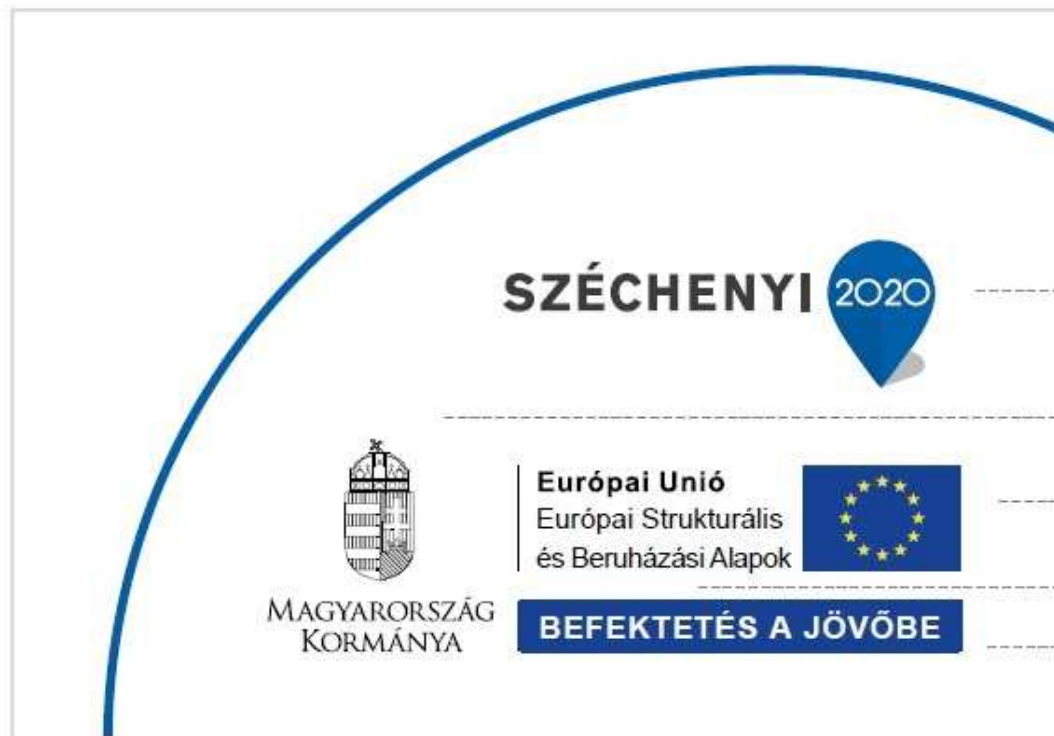 SZÉCHENYI 2020
Európai Unió
Európai Strukturális
és Beruházási Alapok
MAGYARORSZÁG
KORMÁNYA
BEFEKTETÉS A JÖVŐBE